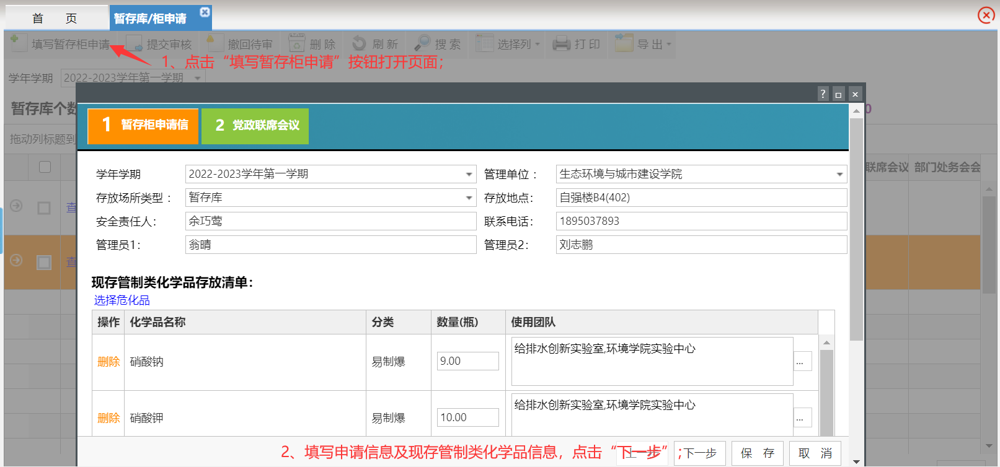 首 页
暂存库/柜申请
填写暂存柜申请 提交审核 撤回待审 删 除 刷 新 搜 索 选择列 打 印 导 出
1、点击“填写暂存柜申请”按钮打开页面；
学年学期 2022-2023学年第一学期
暂存库个数
拖动列标题到
联席会议 部门处务会会
查
查
1 暂存柜申请信
2 党政联席会议
学年学期 2022-2023学年第一学期 管理单位： 生态环境与城市建设学院
存放场所类型： 暂存库 存放地点： 自强楼B4(402)
安全责任人： 余巧莺 联系电话： 1895037893
管理员1： 翁晴 管理员2： 刘志鹏
现存管制类化学品存放清单：
选择危化品
操作 化学品名称 分类 数量(瓶) 使用团队
删除 硝酸钠 易制爆 9.00 给排水创新实验室,环境学院实验中心 ...
删除 硝酸钾 易制爆 10.00 给排水创新实验室,环境学院实验中心 ...
2、填写申请信息及现存管制类化学品信息，点击“下一步”；
上一步 下一步 保 存 取 消